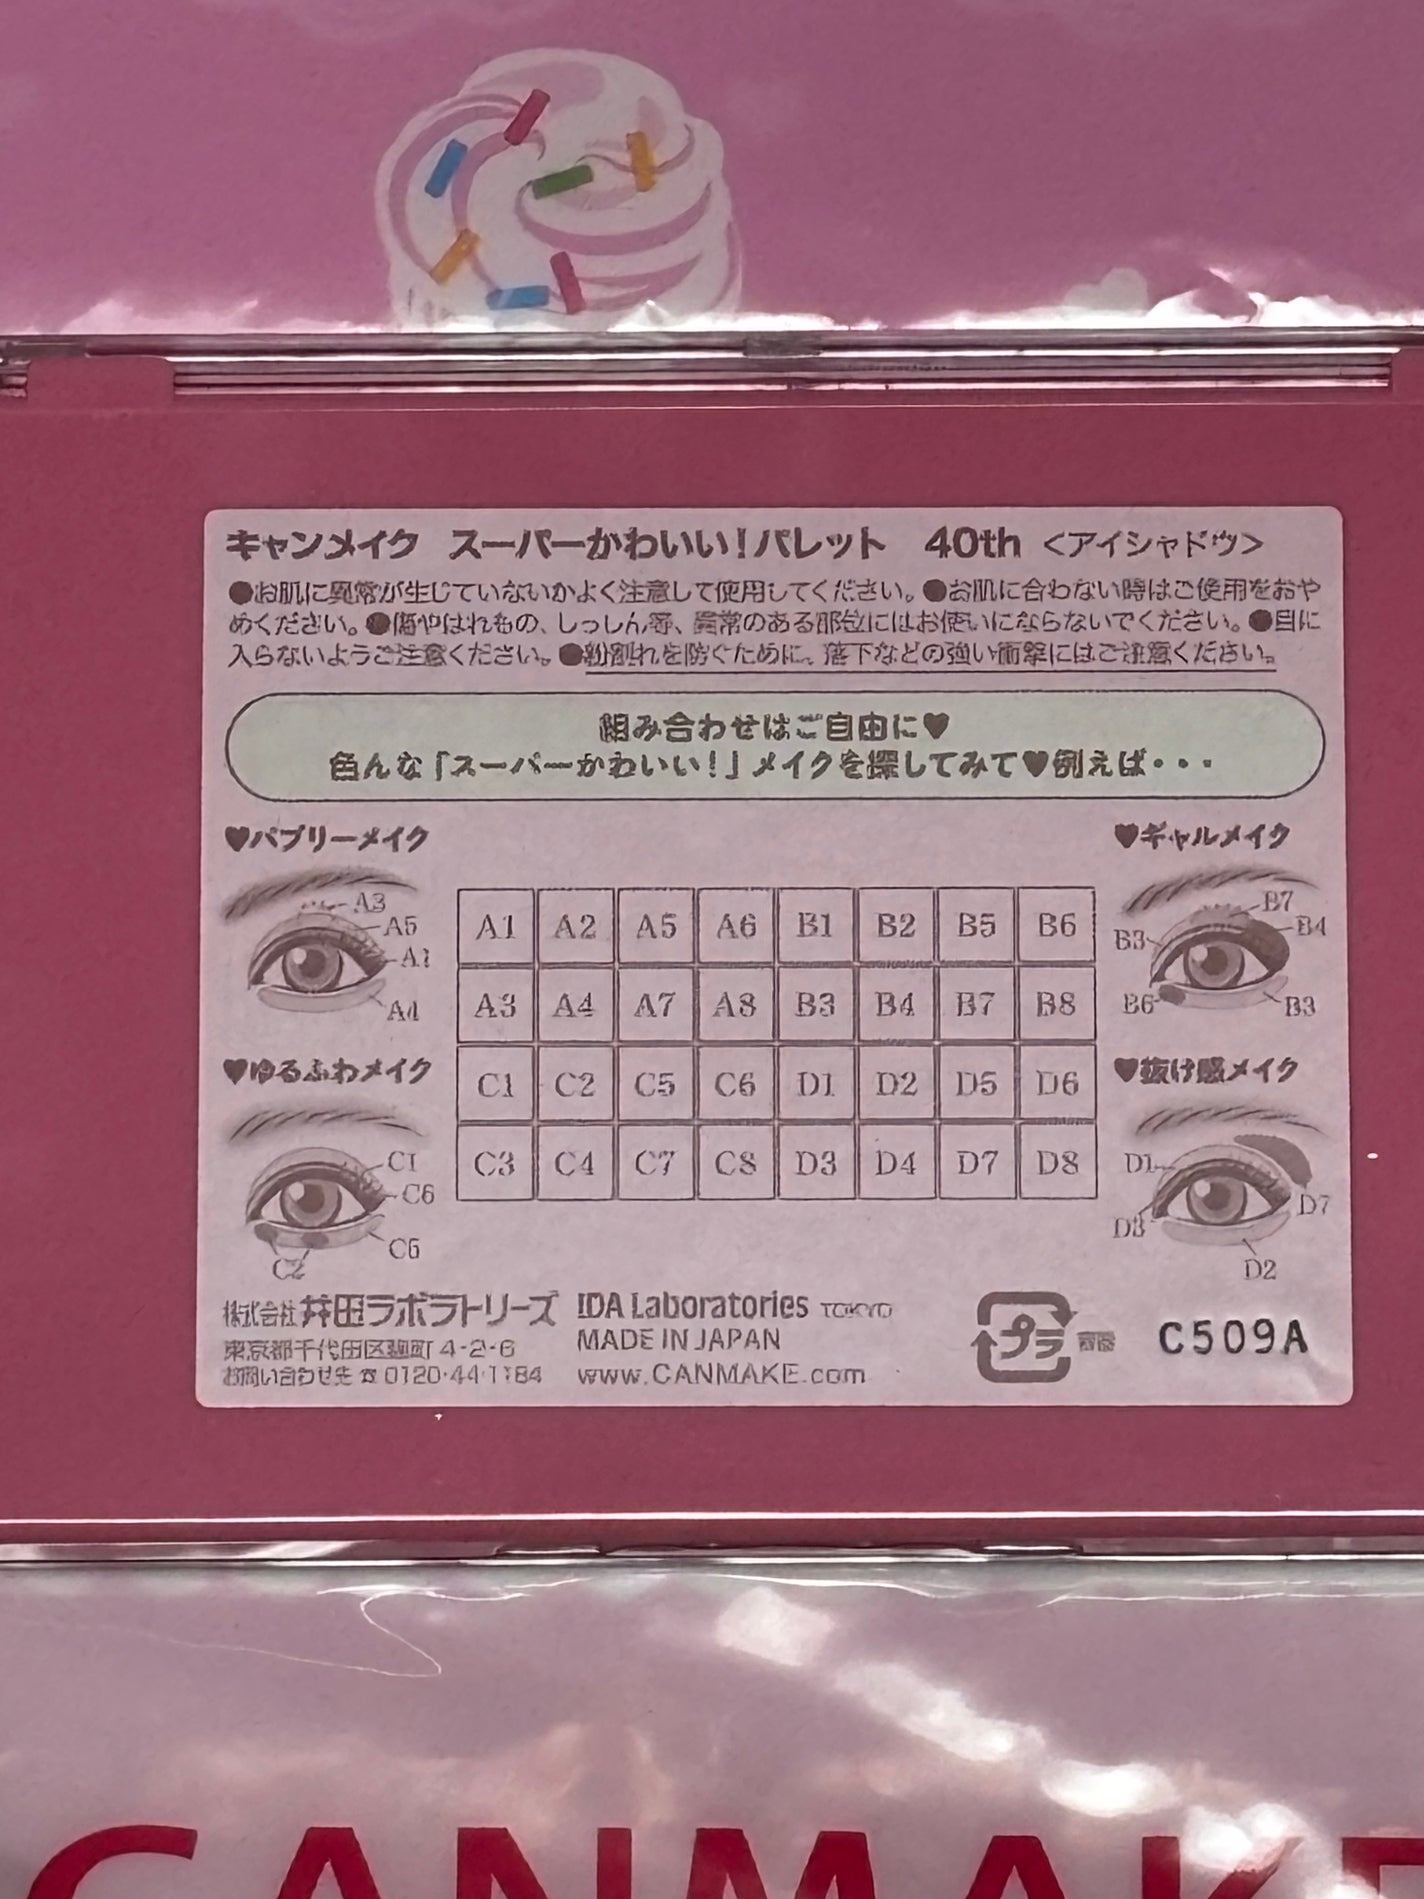 キャンメイク スーパーかわいい!パレット 40th <アイシャドウ>
●お肌に異常が生じていないかよく注意して使用してください。●お肌に合わない時はご使用をおや
めください。●傷やはれもの、しっしん等、異常のある部位にはお使いにならないでください。●目に
入らないようご注意ください。●粉割れを防ぐために、落下などの強い衝撃にはご注意ください。
組み合わせはご自由に♥
色んな「スーパーかわいい!」メイクを探してみて♥例えば・・・
♥パブリーメイク
A3
A5
A1
A4
♥ゆるふわメイク
C1
C6
C5
C2
A1 A2 A5 A6 B1 B2 B5 B6
A3 A4 A7 A8 B3 B4 B7 B8
C1 C2 C5 C6 D1 D2 D5 D6
C3 C4 C7 C8 D3 D4 D7 D8
♥ギャルメイク
B7
B4
B3
B6
B3
♥抜け感メイク
D1
D7
D3
D2
株式会社井田ラボラトリーズ
東京都千代田区麹町4-2-6
お問い合わせ先☎0120・44・1184
IDA Laboratories TOKYO
MADE IN JAPAN
www.CANMAKE.com
プラ 容器
C509A
CANMAKE